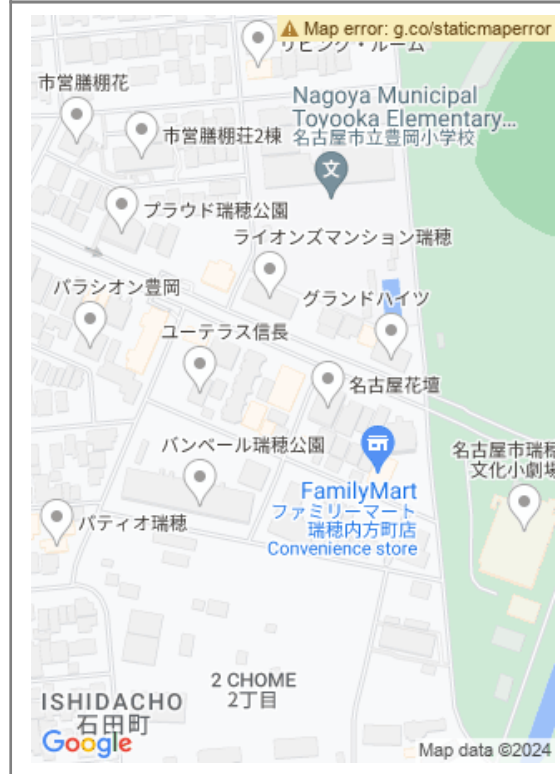 Map error: g.co/staticmaperror
リビング・ルーム
市営膳棚花
Nagoya Municipal
Toyooka Elementary...
名古屋市立豊岡小学校
市営膳棚荘2棟
プラウド瑞穂公園
ライオンズマンション瑞穂
パラシオン豊岡
グランドハイツ
ユーテラス信長
名古屋花壇
バンベール瑞穂公園
FamilyMart
ファミリーマート
瑞穂内方町店
Convenience store
名古屋市瑞穂
文化小劇場
パティオ瑞穂
2 CHOME
2丁目
ISHIDACHO
石田町
Google
Map data ©2024